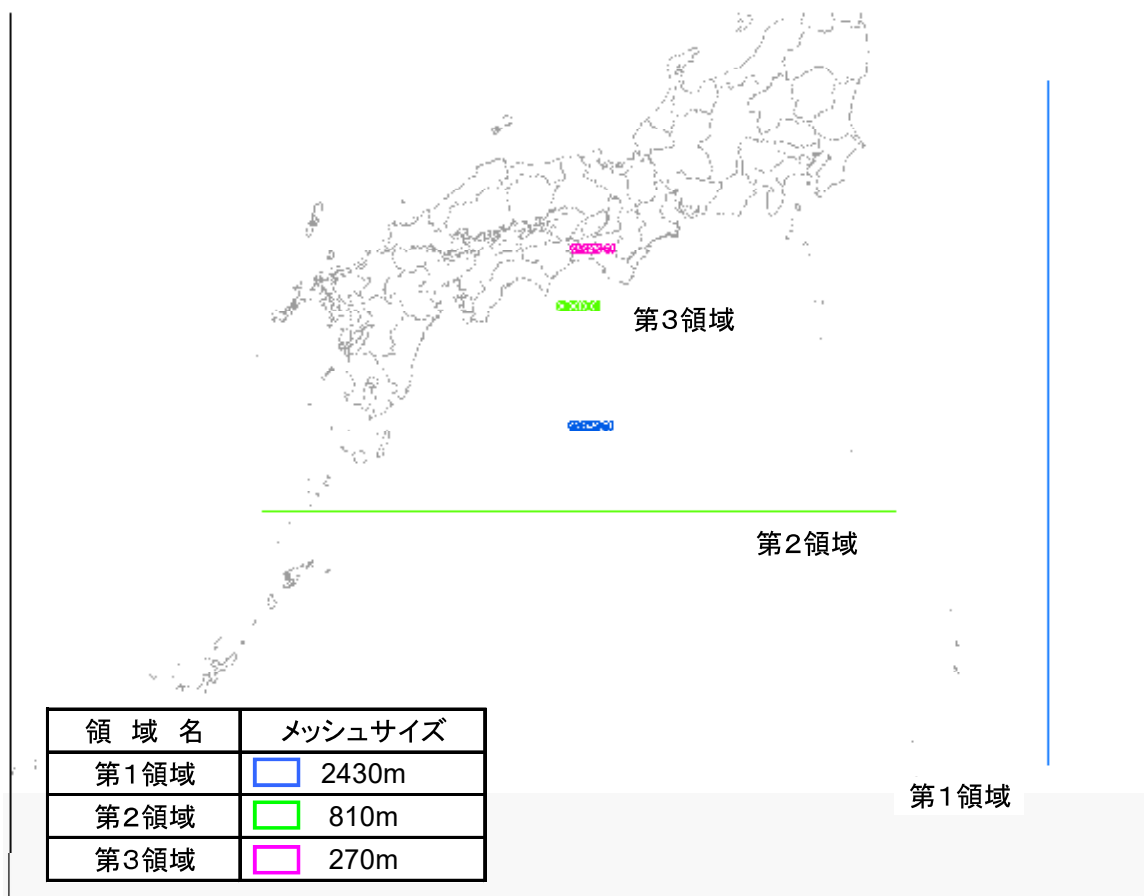 第3領域
第2領域
第1領域
領 域 名 メッシュサイズ
第1領域 2430m
第2領域 810m
第3領域 270m